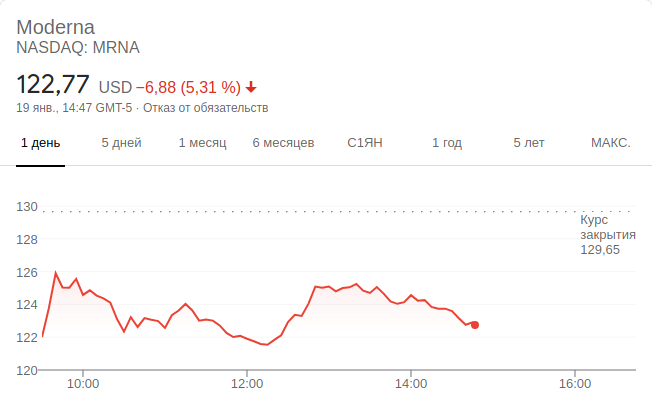 Moderna
NASDAQ: MRNA
122,77 USD −6,88 (5,31 %)
19 янв., 14:47 GMT-5 · Отказ от обязательств
1 день 5 дней 1 месяц 6 месяцев С1ЯН 1 год 5 лет МАКС.
130
Курс
закрытия
129,65
128
126
124
122
120
10:00 12:00 14:00 16:00